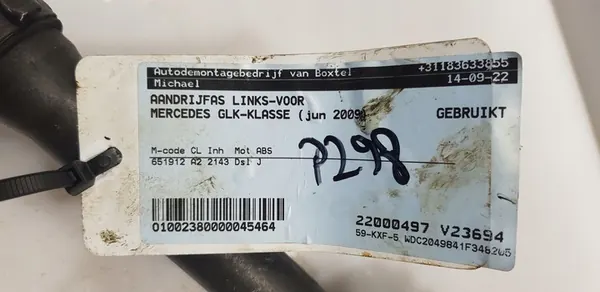 Autodemontagebedrijf van Boxtel +31183633855
Michael 14-09-22
AANDRIJFAS LINKS-VOOR
MERCEDES GLK-KLASSE (jun 2009) GEBRUIKT
M-code CL Inh Mot ABS
651912 A2 2143 Dsl J
P298
01002380000045464
22000497 V23694
59-KXF-5 WDC2049841F346205